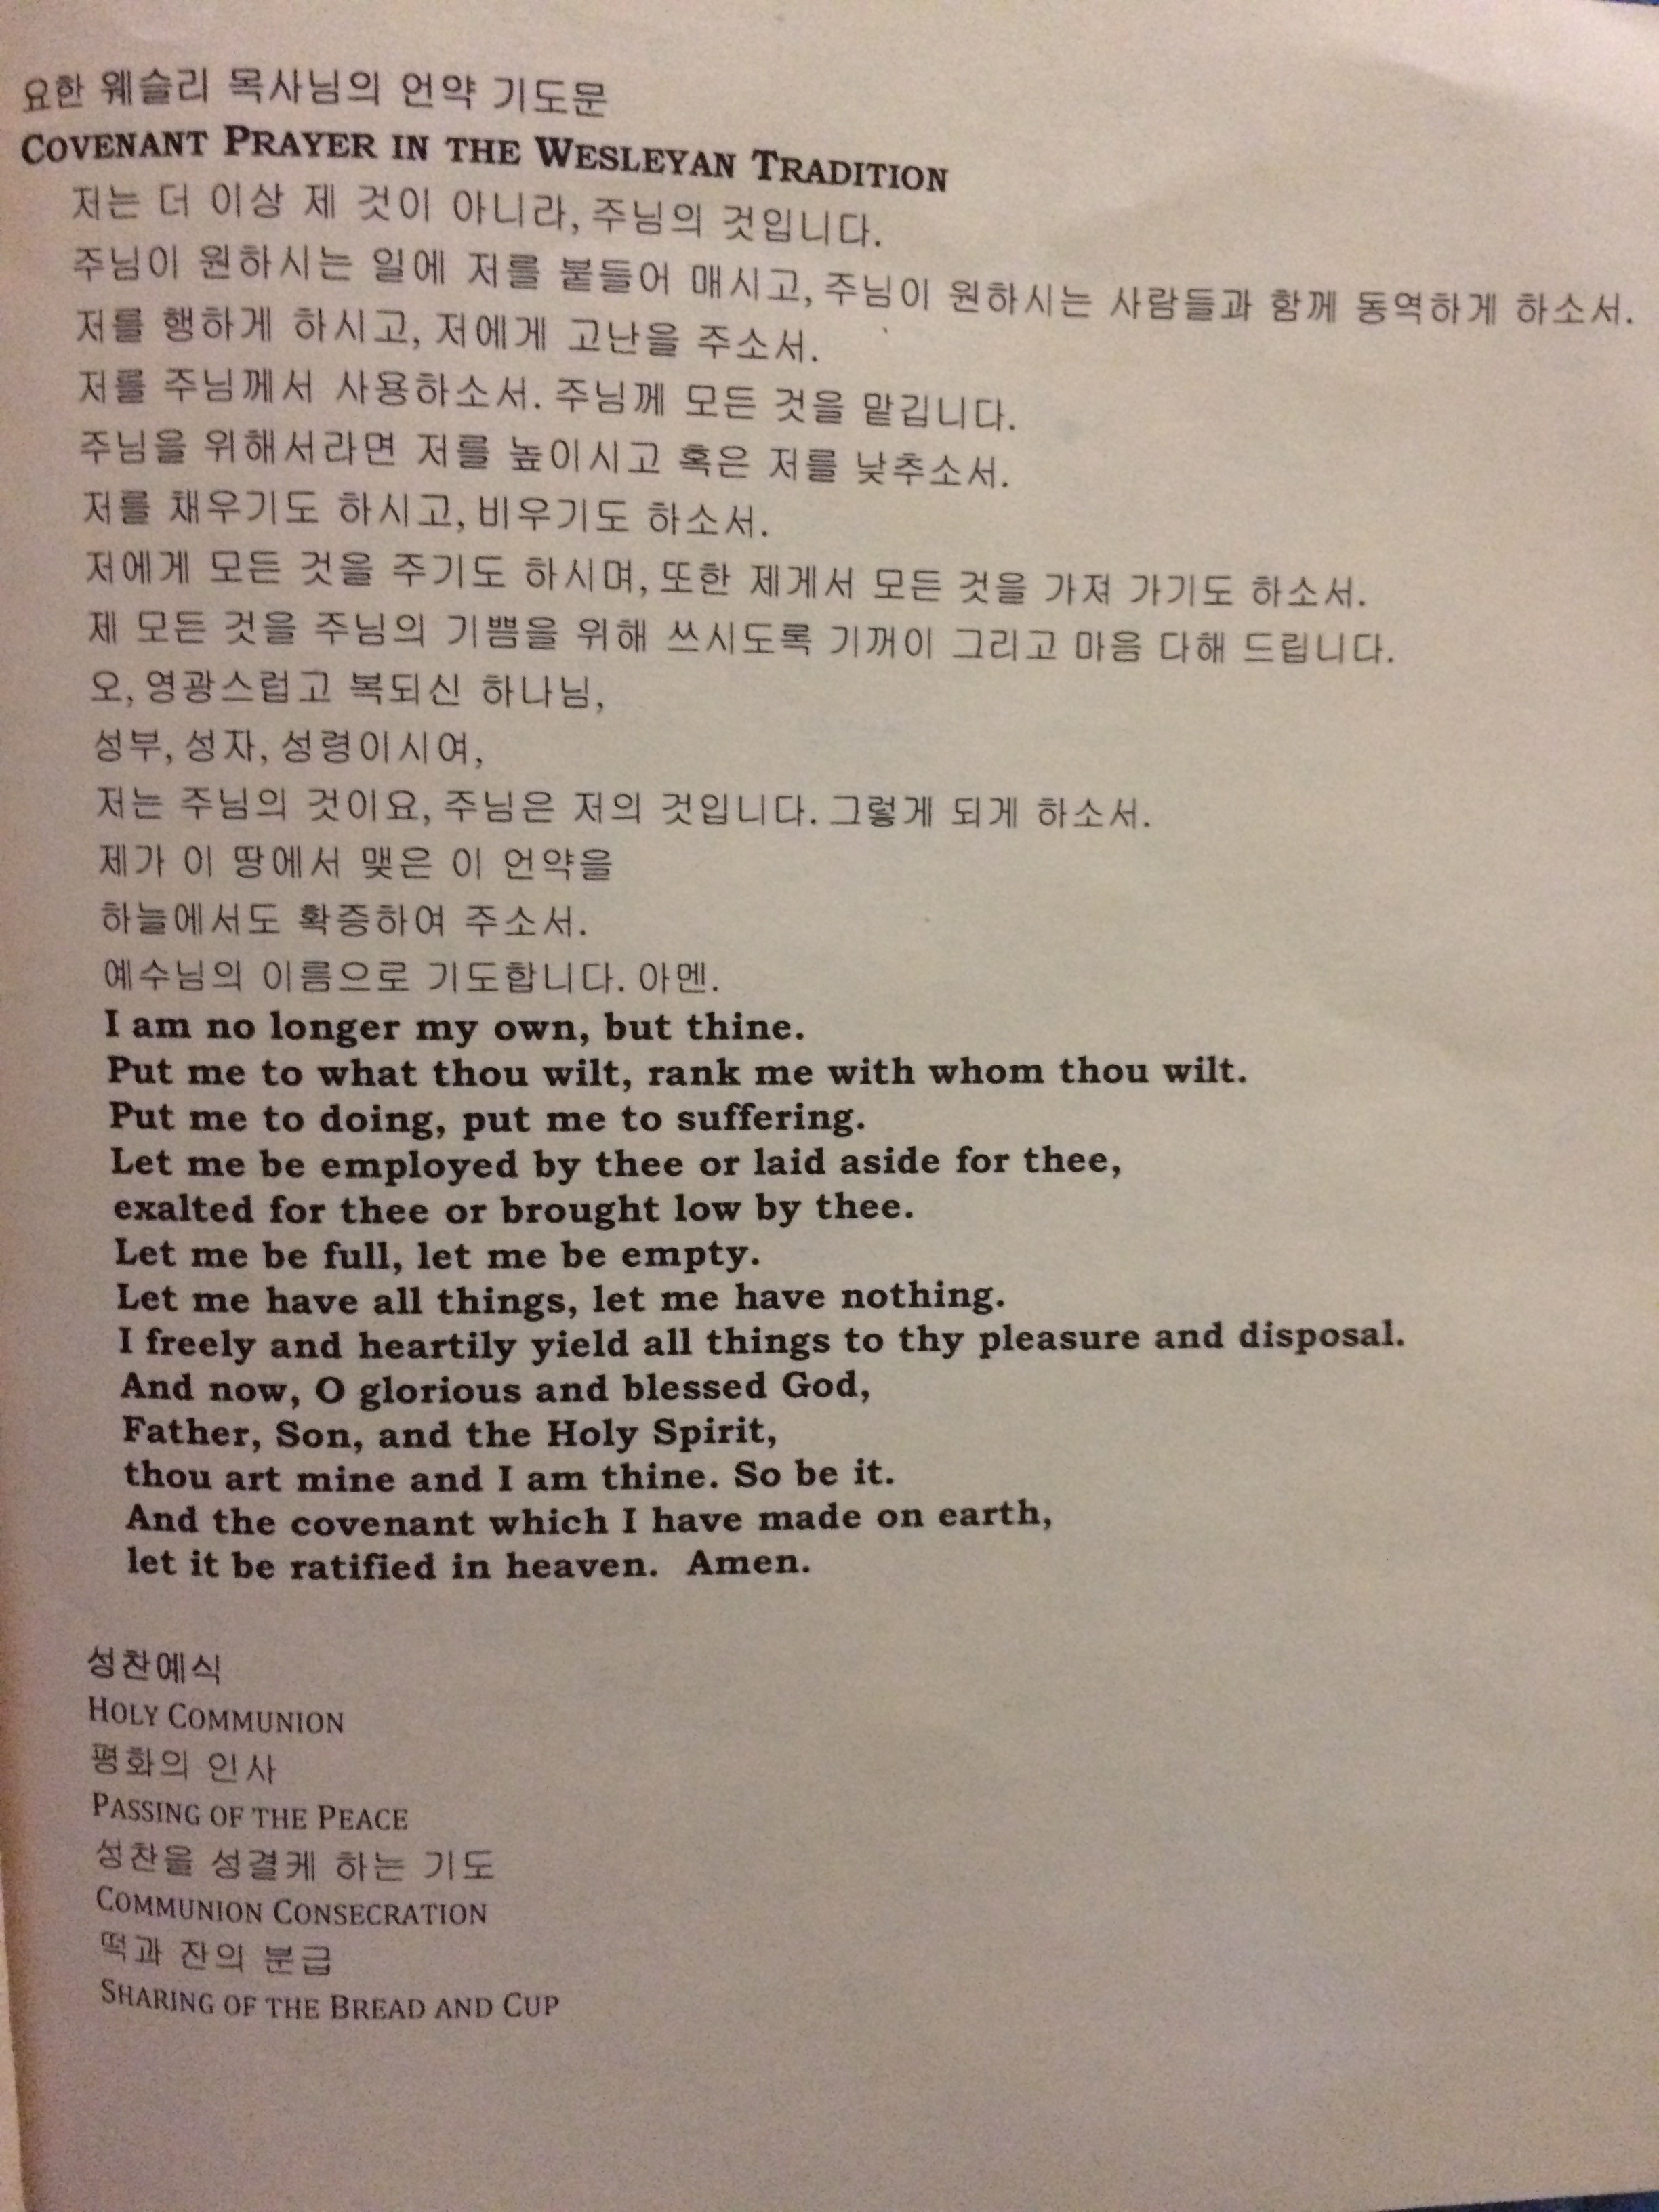 요한 웨슬리 목사님의 언약 기도문
COVENANT PRAYER IN THE WESLEYAN TRADITION
저는 더 이상 제 것이 아니라, 주님의 것입니다.
주님이 원하시는 일에 저를 붙들어 매시고, 주님이 원하시는 사람들과 함께 동역하게 하소서.
저를 행하게 하시고, 저에게 고난을 주소서.
저를 주님께서 사용하소서. 주님께 모든 것을 맡깁니다.
주님을 위해서라면 저를 높이시고 혹은 저를 낮추소서.
저를 채우기도 하시고, 비우기도 하소서.
저에게 모든 것을 주기도 하시며, 또한 제게서 모든 것을 가져 가기도 하소서.
제 모든 것을 주님의 기쁨을 위해 쓰시도록 기꺼이 그리고 마음 다해 드립니다.
오, 영광스럽고 복되신 하나님,
성부, 성자, 성령이시여,
저는 주님의 것이요, 주님은 저의 것입니다. 그렇게 되게 하소서.
제가 이 땅에서 맺은 이 언약을
하늘에서도 확증하여 주소서.
예수님의 이름으로 기도합니다. 아멘.
I am no longer my own, but thine.
Put me to what thou wilt, rank me with whom thou wilt.
Put me to doing, put me to suffering.
Let me be employed by thee or laid aside for thee,
exalted for thee or brought low by thee.
Let me be full, let me be empty.
Let me have all things, let me have nothing.
I freely and heartily yield all things to thy pleasure and disposal.
And now, O glorious and blessed God,
Father, Son, and the Holy Spirit,
thou art mine and I am thine. So be it.
And the covenant which I have made on earth,
let it be ratified in heaven. Amen.
성찬예식
HOLY COMMUNION
평화의 인사
PASSING OF THE PEACE
성찬을 성결케 하는 기도
COMMUNION CONSECRATION
떡과 잔의 분급
SHARING OF THE BREAD AND CUP